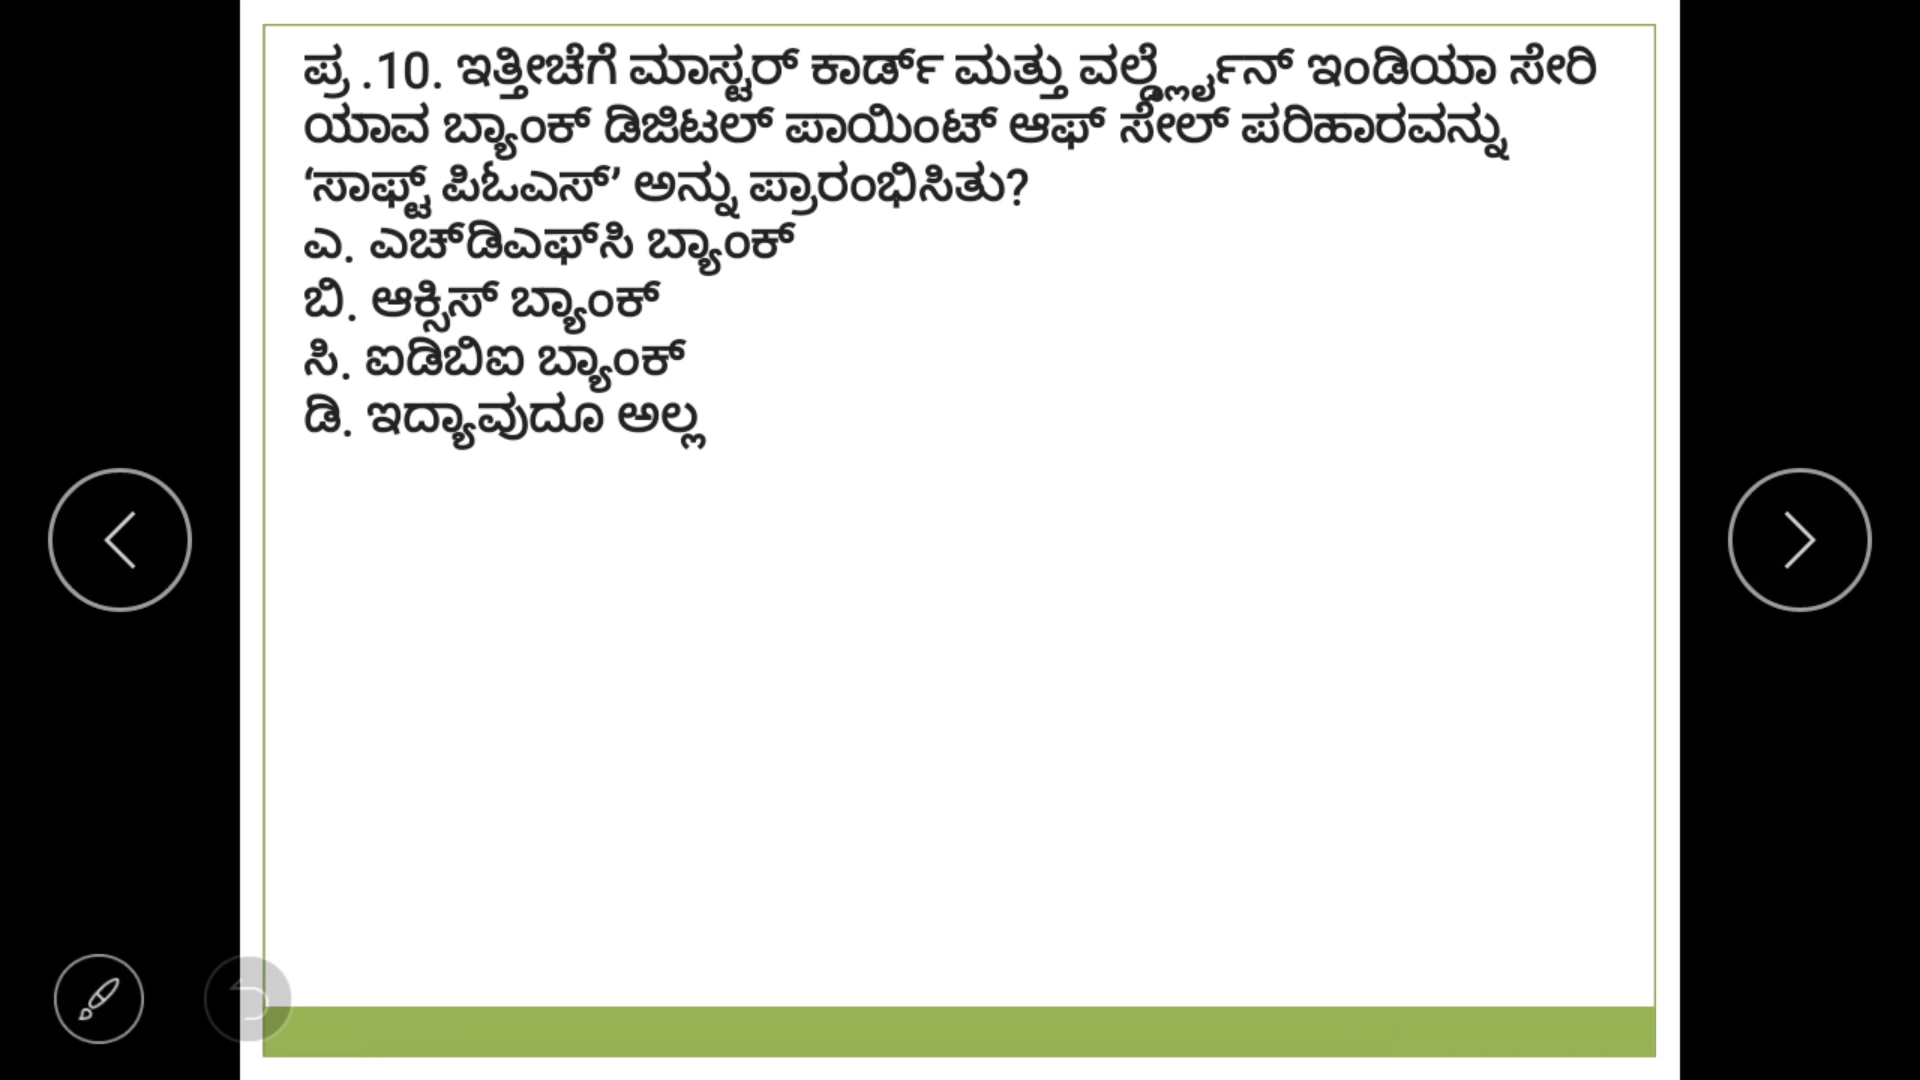 ಪ್ರ .10. ಇತ್ತೀಚೆಗೆ ಮಾಸ್ಟರ್ ಕಾರ್ಡ್ ಮತ್ತು ವರ್ಲ್ಡ್ಲೈನ್ ಇಂಡಿಯಾ ಸೇರಿ
ಯಾವ ಬ್ಯಾಂಕ್ ಡಿಜಿಟಲ್ ಪಾಯಿಂಟ್ ಆಫ್ ಸೇಲ್ ಪರಿಹಾರವನ್ನು
‘ಸಾಫ್ಟ್ ಪಿಓಎಸ್’ ಅನ್ನು ಪ್ರಾರಂಭಿಸಿತು?
ಎ. ಎಚ್‌ಡಿಎಫ್‌ಸಿ ಬ್ಯಾಂಕ್
ಬಿ. ಆಕ್ಸಿಸ್ ಬ್ಯಾಂಕ್
ಸಿ. ಐಡಿಬಿಐ ಬ್ಯಾಂಕ್
ಡಿ. ಇದ್ಯಾವುದೂ ಅಲ್ಲ